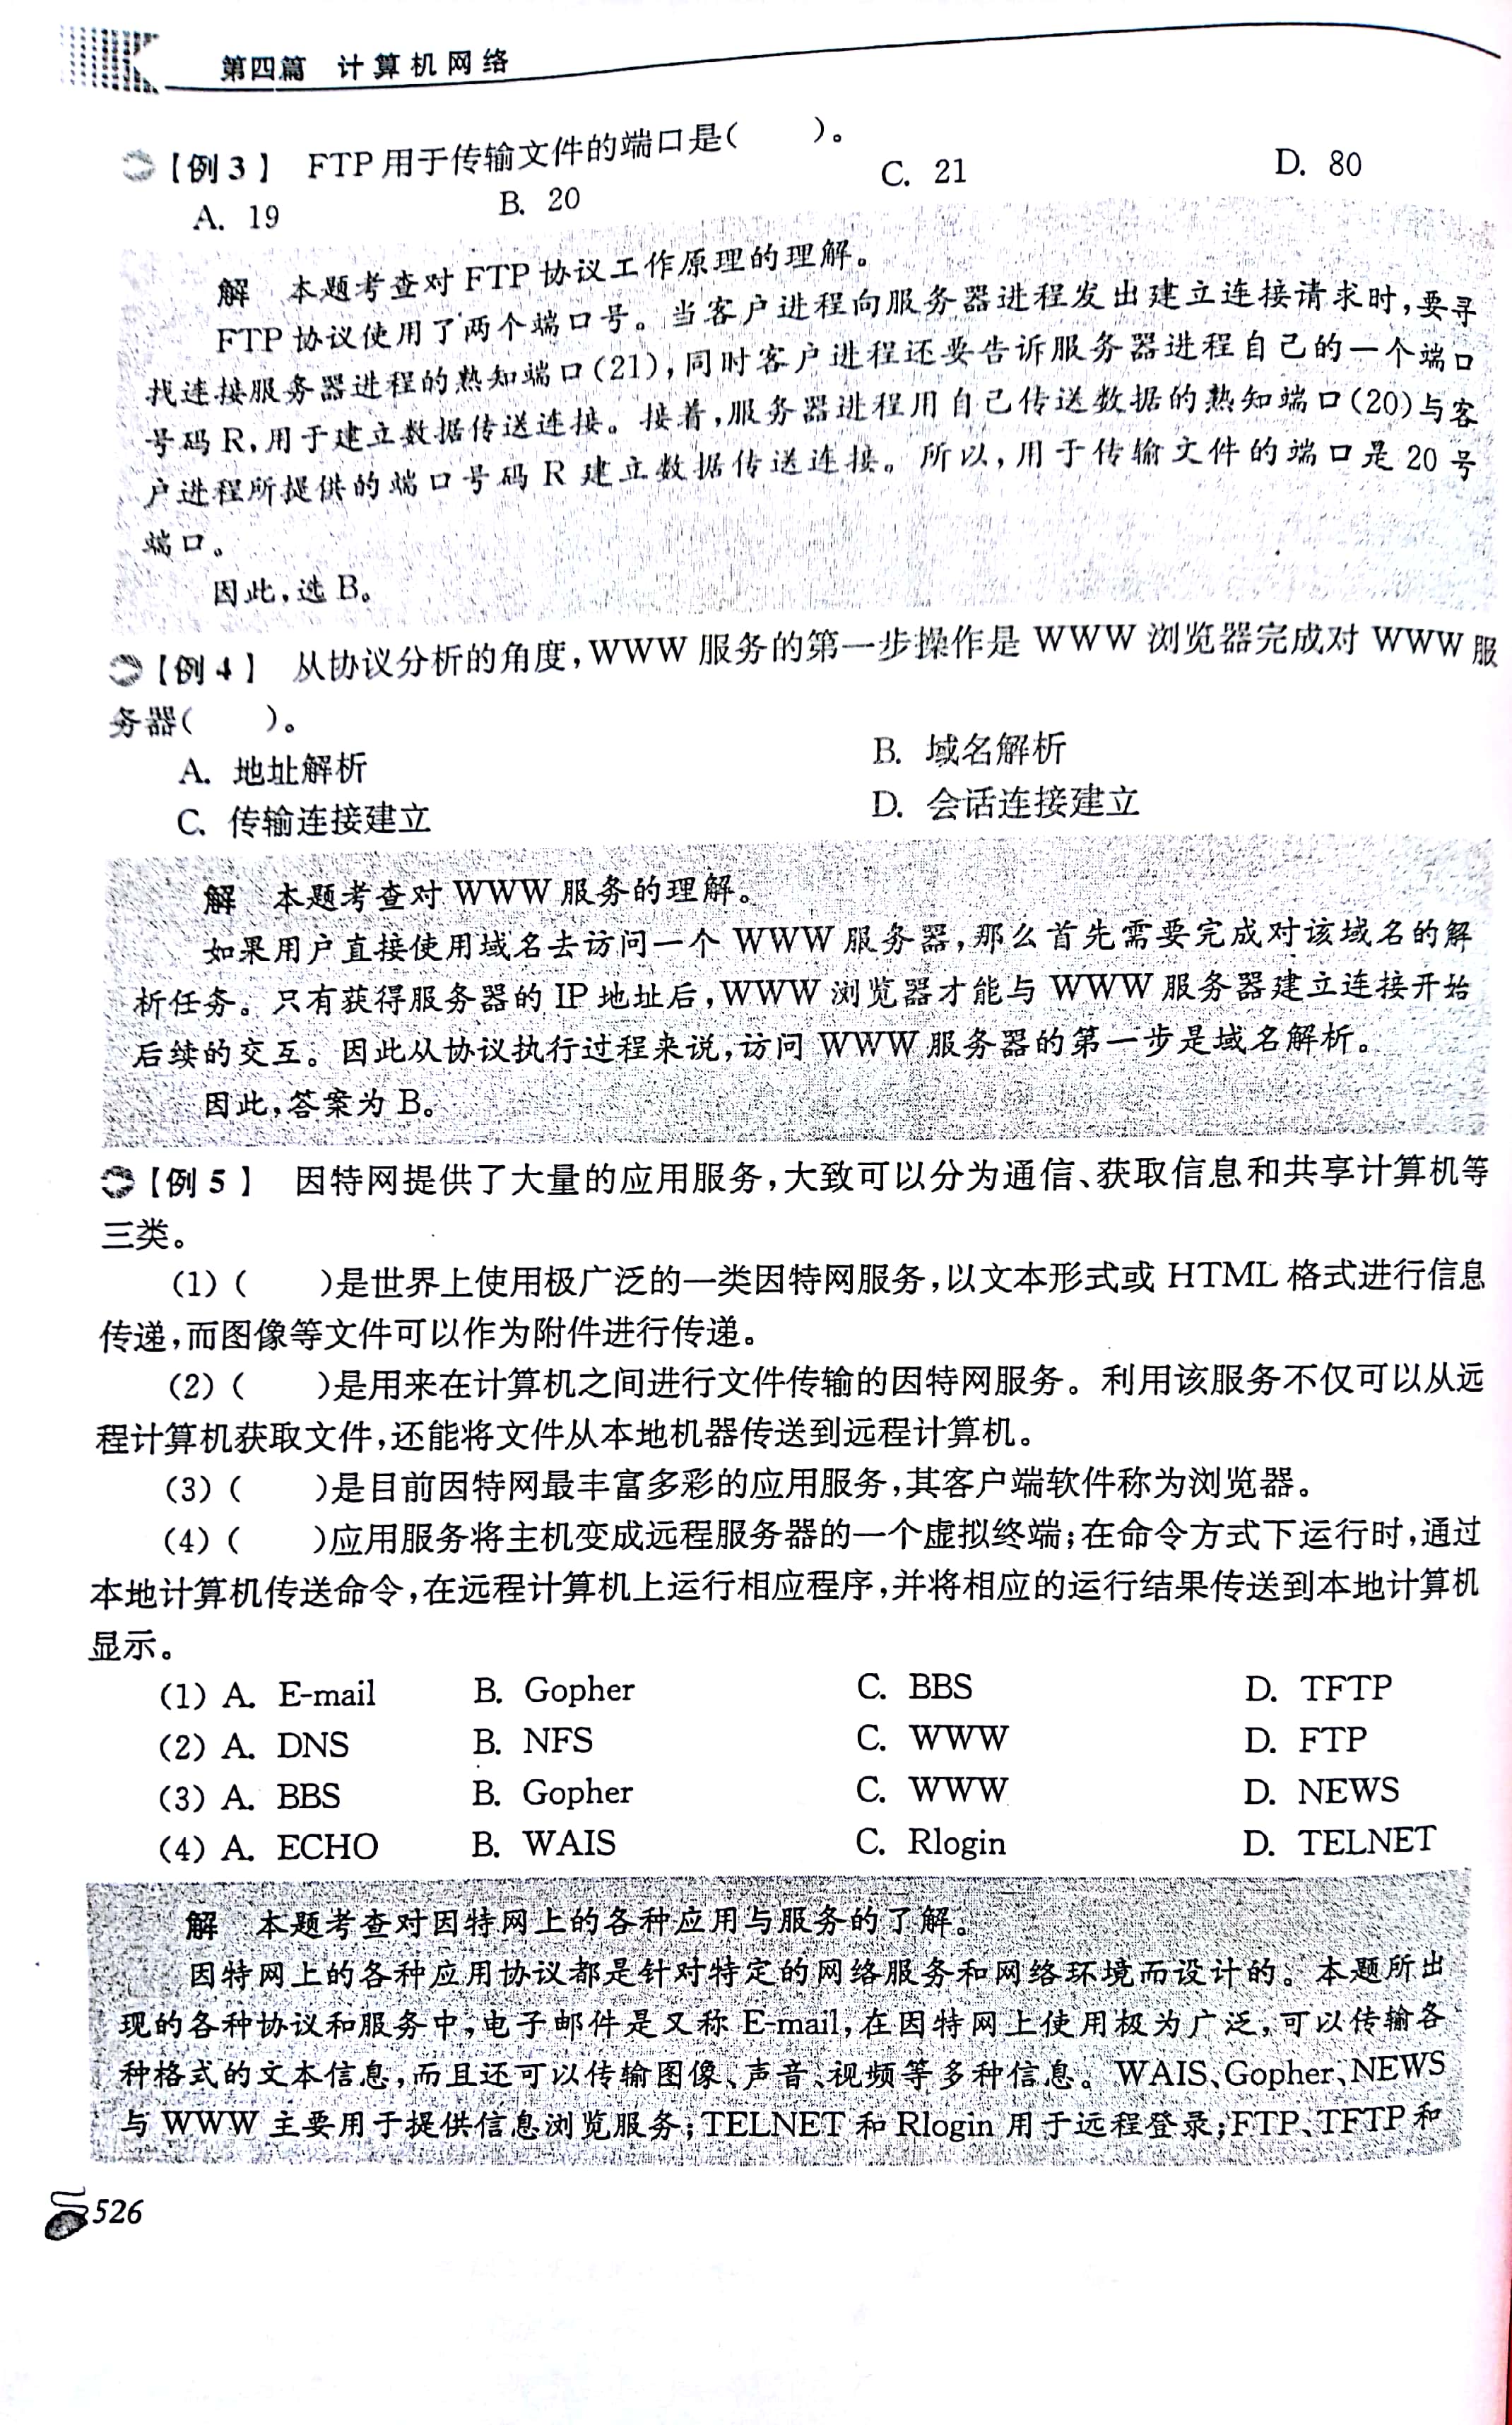 第四篇 计算机网络
【例3】 FTP用于传输文件的端口是( )。
A. 19 B. 20 C. 21 D. 80
解 本题考查对FTP协议工作原理的理解。
FTP协议使用了两个端口号。当客户进程向服务器进程发出建立连接请求时,要寻
找连接服务器进程的熟知端口(21),同时客户进程还要告诉服务器进程自己的一个端口
号码R,用于建立数据传送连接。接着,服务器进程用自己传送数据的熟知端口(20)与客
户进程所提供的端口号码R建立数据传送连接。所以,用于传输文件的端口是20号
端口。
因此,选B。
【例4】 从协议分析的角度,WWW服务的第一步操作是WWW浏览器完成对WWW服
务器( )。
A. 地址解析 B. 域名解析
C. 传输连接建立 D. 会话连接建立
解 本题考查对WWW服务的理解。
如果用户直接使用域名去访问一个WWW服务器,那么首先需要完成对该域名的解
析任务。只有获得服务器的IP地址后,WWW浏览器才能与WWW服务器建立连接开始
后续的交互。因此从协议执行过程来说,访问WWW服务器的第一步是域名解析。
因此,答案为B。
【例5】 因特网提供了大量的应用服务,大致可以分为通信、获取信息和共享计算机等
三类。
(1)( )是世界上使用极广泛的一类因特网服务,以文本形式或HTML格式进行信息
传递,而图像等文件可以作为附件进行传递。
(2)( )是用来在计算机之间进行文件传输的因特网服务。利用该服务不仅可以从远
程计算机获取文件,还能将文件从本地机器传送到远程计算机。
(3)( )是目前因特网最丰富多彩的应用服务,其客户端软件称为浏览器。
(4)( )应用服务将主机变成远程服务器的一个虚拟终端;在命令方式下运行时,通过
本地计算机传送命令,在远程计算机上运行相应程序,并将相应的运行结果传送到本地计算机
显示。
(1) A. E-mail B. Gopher C. BBS D. TFTP
(2) A. DNS B. NFS C. WWW D. FTP
(3) A. BBS B. Gopher C. WWW D. NEWS
(4) A. ECHO B. WAIS C. Rlogin D. TELNET
解 本题考查对因特网上的各种应用与服务的了解。
因特网上的各种应用协议都是针对特定的网络服务和网络环境而设计的。本题所出
现的各种协议和服务中,电子邮件是又称E-mail,在因特网上使用极为广泛,可以传输各
种格式的文本信息,而且还可以传输图像、声音、视频等多种信息。WAIS、Gopher、NEWS
与WWW主要用于提供信息浏览服务;TELNET和Rlogin用于远程登录;FTP、TFTP和
526